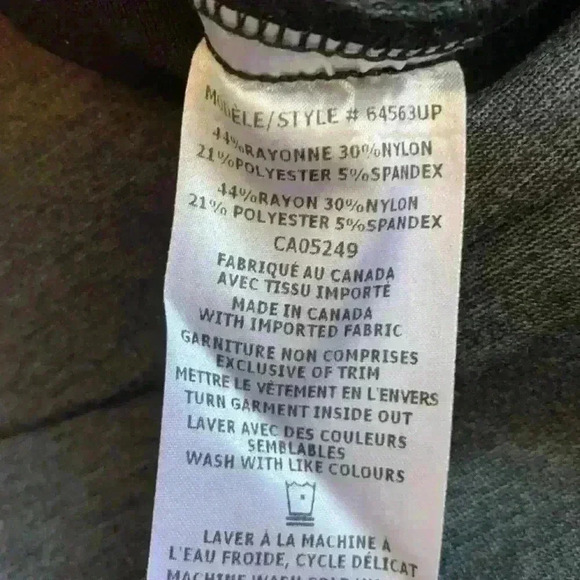 MODÈLE/STYLE # 64563UP
44%RAYONNE 30%NYLON
21%POLYESTER 5%SPANDEX
44%RAYON 30%NYLON
21% POLYESTER 5%SPANDEX
CA05249
FABRIQUÉ AU CANADA
AVEC TISSU IMPORTÉ
MADE IN CANADA
WITH IMPORTED FABRIC
GARNITURE NON COMPRISES
EXCLUSIVE OF TRIM
METTRE LE VÊTEMENT EN L'ENVERS
TURN GARMENT INSIDE OUT
LAVER AVEC DES COULEURS
SEMBLABLES
WASH WITH LIKE COLOURS
LAVER À LA MACHINE À
L'EAU FROIDE, CYCLE DÉLICAT
MACHINE WASH COLD